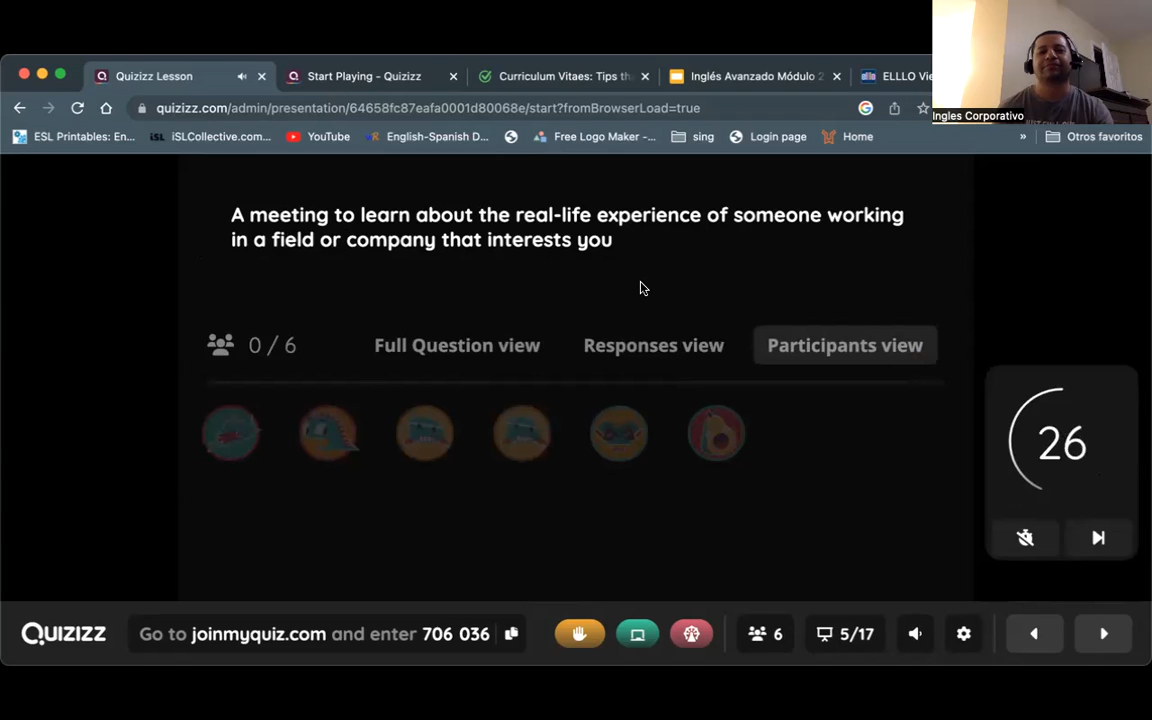 Quizizz Lesson
Start Playing - Quizizz
Curriculum Vitaes: Tips th
Inglés Avanzado Módulo 2
ELLLO Vie
quizizz.com/admin/presentation/64658fc87eafa0001d80068e/start?fromBrowserLoad=true
Ingles Corporativo
ESL Printables: En...
iSL iSLCollective.com...
YouTube
English-Spanish D...
Free Logo Maker -...
sing
Login page
Home
»
Otros favoritos
A meeting to learn about the real-life experience of someone working
in a field or company that interests you
0 / 6
Full Question view
Responses view
Participants view
26
QUIZIZZ
Go to joinmyquiz.com and enter 706 036
6
5/17